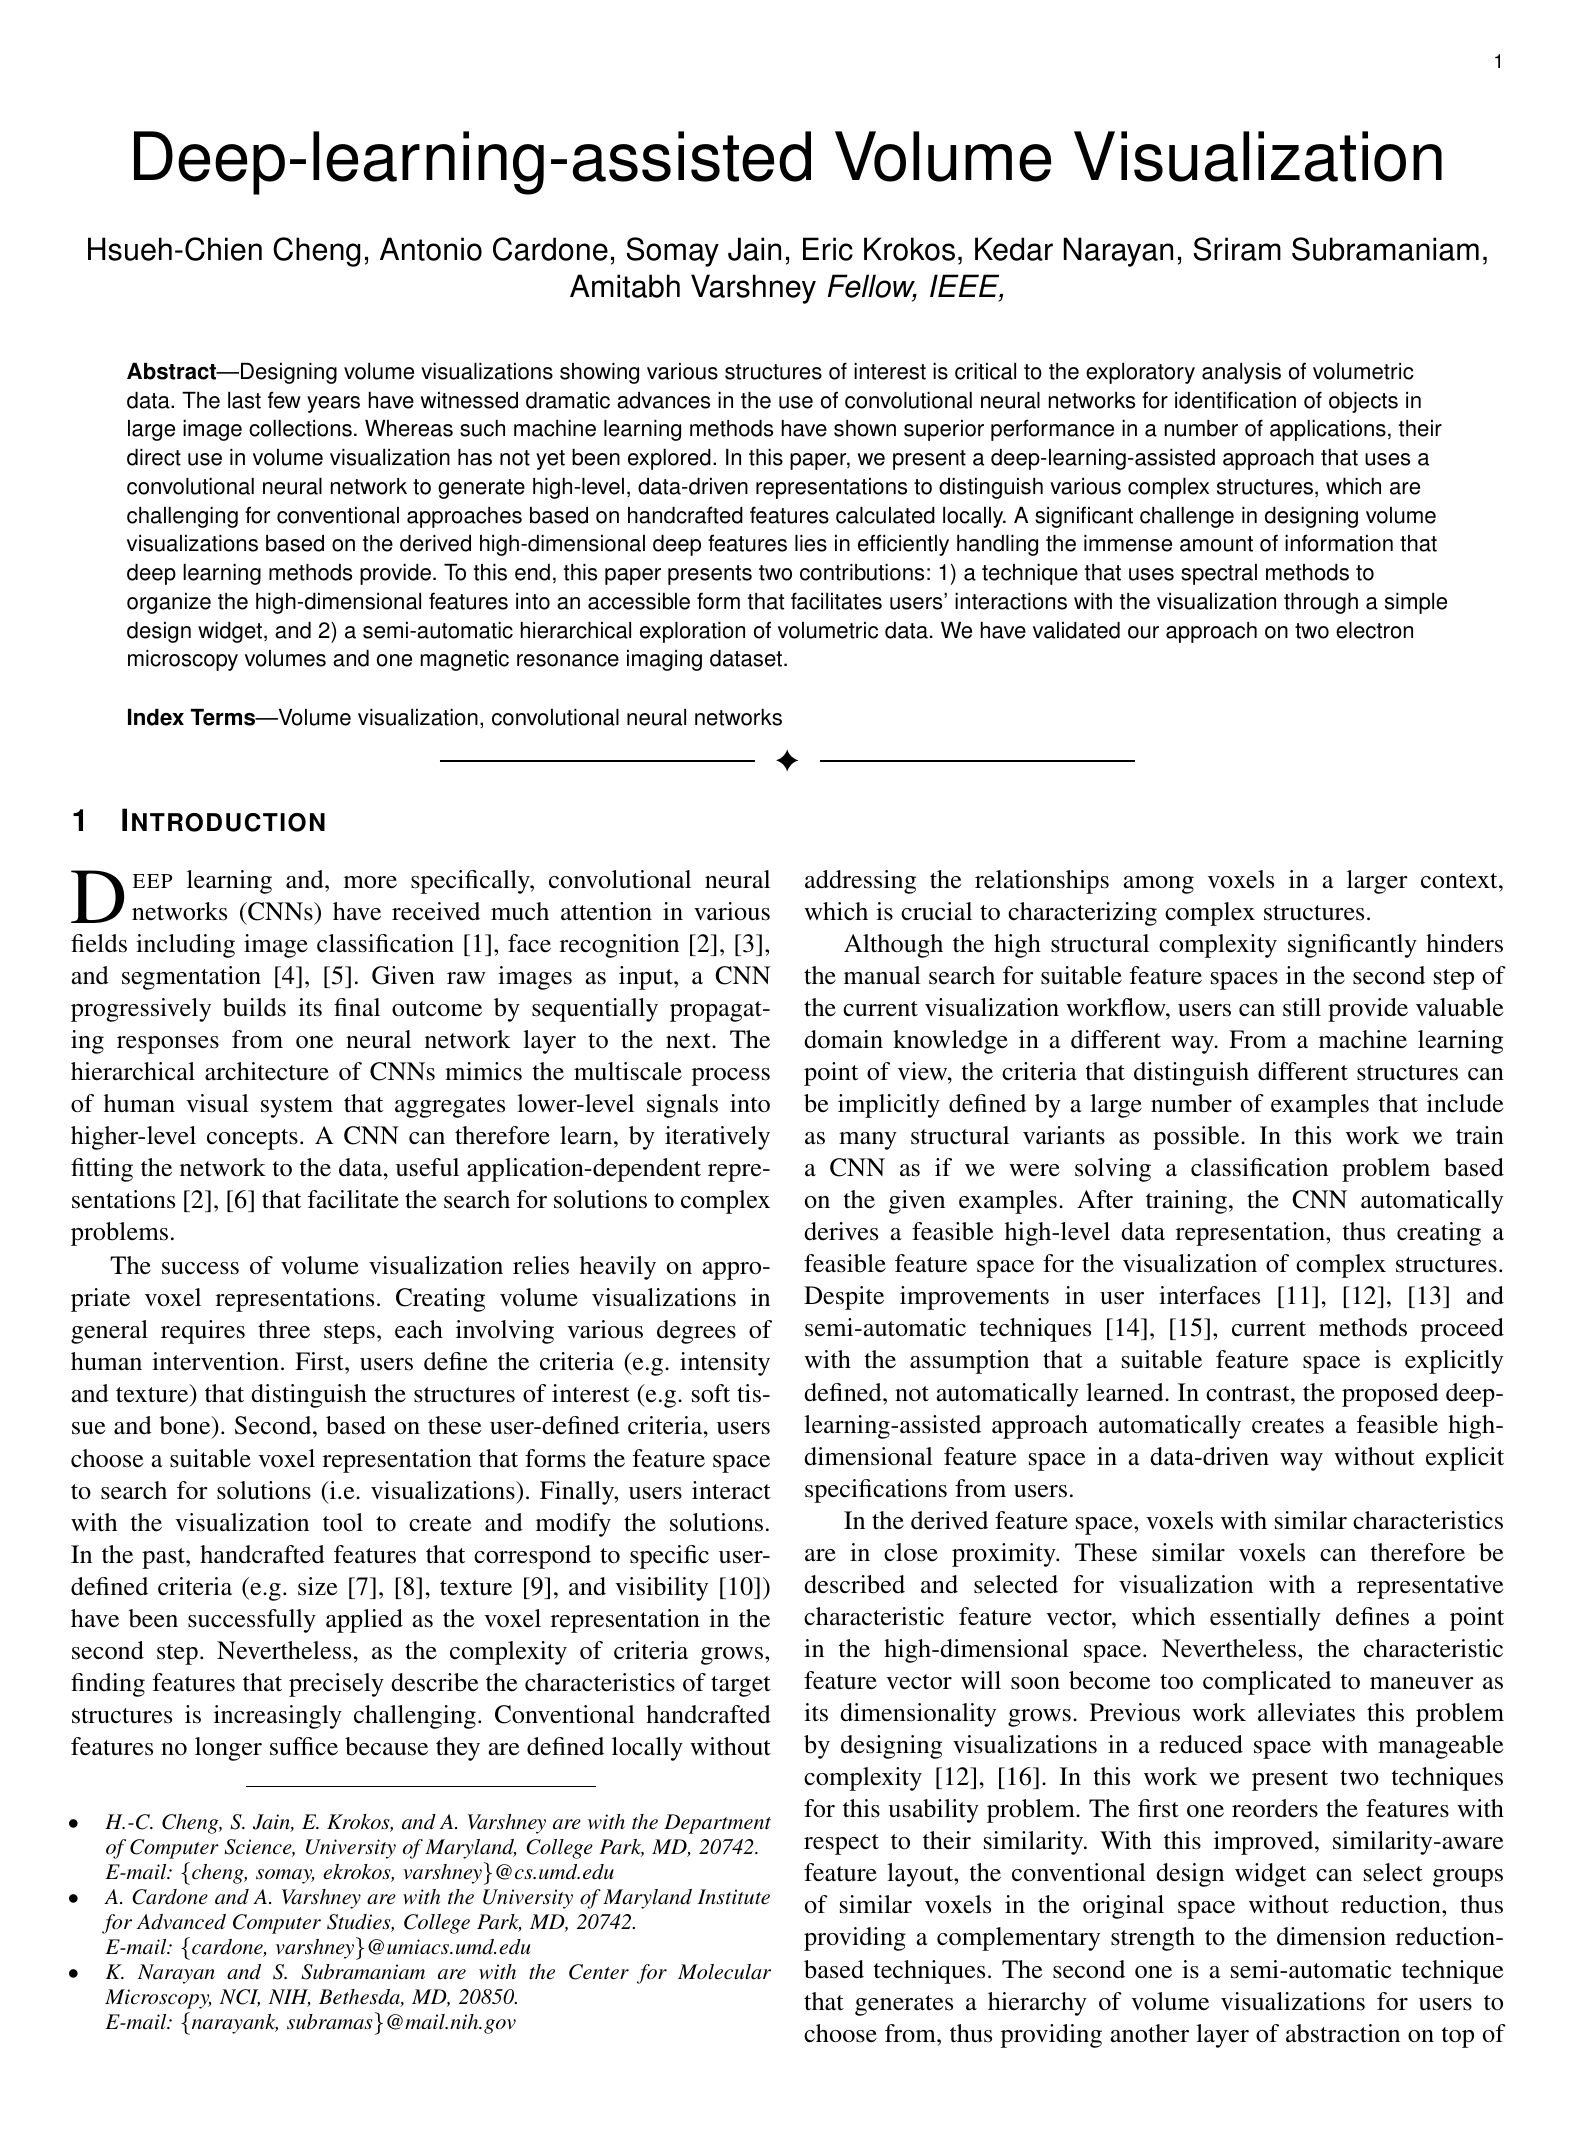 1
Deep-learning-assisted Volume Visualization
Hsueh-Chien Cheng, Antonio Cardone, Somay Jain, Eric Krokos, Kedar Narayan, Sriram Subramaniam,
Amitabh Varshney Fellow, IEEE,
Abstract—Designing volume visualizations showing various structures of interest is critical to the exploratory analysis of volumetric
data. The last few years have witnessed dramatic advances in the use of convolutional neural networks for identification of objects in
large image collections. Whereas such machine learning methods have shown superior performance in a number of applications, their
direct use in volume visualization has not yet been explored. In this paper, we present a deep-learning-assisted approach that uses a
convolutional neural network to generate high-level, data-driven representations to distinguish various complex structures, which are
challenging for conventional approaches based on handcrafted features calculated locally. A significant challenge in designing volume
visualizations based on the derived high-dimensional deep features lies in efficiently handling the immense amount of information that
deep learning methods provide. To this end, this paper presents two contributions: 1) a technique that uses spectral methods to
organize the high-dimensional features into an accessible form that facilitates users' interactions with the visualization through a simple
design widget, and 2) a semi-automatic hierarchical exploration of volumetric data. We have validated our approach on two electron
microscopy volumes and one magnetic resonance imaging dataset.
Index Terms—Volume visualization, convolutional neural networks
1 INTRODUCTION
DEEP learning and, more specifically, convolutional neural
networks (CNNs) have received much attention in various
fields including image classification [1], face recognition [2], [3],
and segmentation [4], [5]. Given raw images as input, a CNN
progressively builds its final outcome by sequentially propagat-
ing responses from one neural network layer to the next. The
hierarchical architecture of CNNs mimics the multiscale process
of human visual system that aggregates lower-level signals into
higher-level concepts. A CNN can therefore learn, by iteratively
fitting the network to the data, useful application-dependent repre-
sentations [2], [6] that facilitate the search for solutions to complex
problems.
The success of volume visualization relies heavily on appro-
priate voxel representations. Creating volume visualizations in
general requires three steps, each involving various degrees of
human intervention. First, users define the criteria (e.g. intensity
and texture) that distinguish the structures of interest (e.g. soft tis-
sue and bone). Second, based on these user-defined criteria, users
choose a suitable voxel representation that forms the feature space
to search for solutions (i.e. visualizations). Finally, users interact
with the visualization tool to create and modify the solutions.
In the past, handcrafted features that correspond to specific user-
defined criteria (e.g. size [7], [8], texture [9], and visibility [10])
have been successfully applied as the voxel representation in the
second step. Nevertheless, as the complexity of criteria grows,
finding features that precisely describe the characteristics of target
structures is increasingly challenging. Conventional handcrafted
features no longer suffice because they are defined locally without
• H.-C. Cheng, S. Jain, E. Krokos, and A. Varshney are with the Department
of Computer Science, University of Maryland, College Park, MD, 20742.
E-mail: {cheng, somay, ekrokos, varshney}@cs.umd.edu
• A. Cardone and A. Varshney are with the University of Maryland Institute
for Advanced Computer Studies, College Park, MD, 20742.
E-mail: {cardone, varshney}@umiacs.umd.edu
• K. Narayan and S. Subramaniam are with the Center for Molecular
Microscopy, NCI, NIH, Bethesda, MD, 20850.
E-mail: {narayank, subramas}@mail.nih.gov
addressing the relationships among voxels in a larger context,
which is crucial to characterizing complex structures.
Although the high structural complexity significantly hinders
the manual search for suitable feature spaces in the second step of
the current visualization workflow, users can still provide valuable
domain knowledge in a different way. From a machine learning
point of view, the criteria that distinguish different structures can
be implicitly defined by a large number of examples that include
as many structural variants as possible. In this work we train
a CNN as if we were solving a classification problem based
on the given examples. After training, the CNN automatically
derives a feasible high-level data representation, thus creating a
feasible feature space for the visualization of complex structures.
Despite improvements in user interfaces [11], [12], [13] and
semi-automatic techniques [14], [15], current methods proceed
with the assumption that a suitable feature space is explicitly
defined, not automatically learned. In contrast, the proposed deep-
learning-assisted approach automatically creates a feasible high-
dimensional feature space in a data-driven way without explicit
specifications from users.
In the derived feature space, voxels with similar characteristics
are in close proximity. These similar voxels can therefore be
described and selected for visualization with a representative
characteristic feature vector, which essentially defines a point
in the high-dimensional space. Nevertheless, the characteristic
feature vector will soon become too complicated to maneuver as
its dimensionality grows. Previous work alleviates this problem
by designing visualizations in a reduced space with manageable
complexity [12], [16]. In this work we present two techniques
for this usability problem. The first one reorders the features with
respect to their similarity. With this improved, similarity-aware
feature layout, the conventional design widget can select groups
of similar voxels in the original space without reduction, thus
providing a complementary strength to the dimension reduction-
based techniques. The second one is a semi-automatic technique
that generates a hierarchy of volume visualizations for users to
choose from, thus providing another layer of abstraction on top of